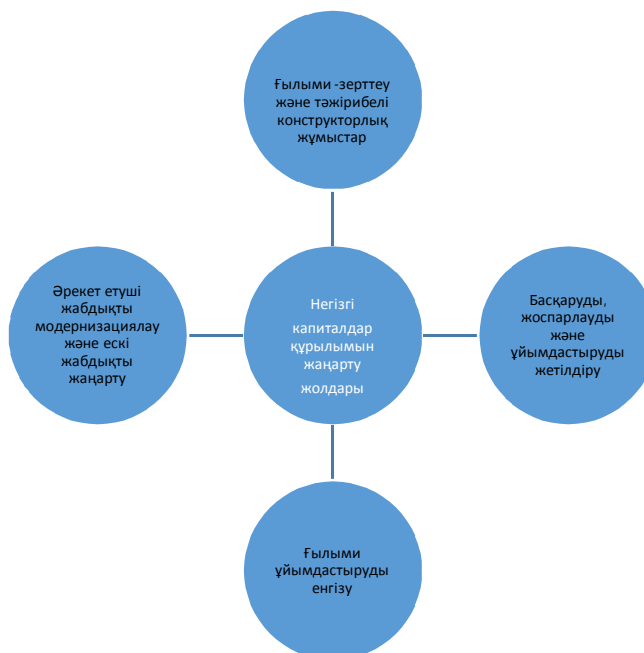 Ғылыми -зерттеу
және тәжірибелі
конструкторлық
жұмыстар
Әрекет етуші
жабдықты
модернизациялау
және ескі
жабдықты
жаңарту
Негізгі
капиталдар
құрылымын
жаңарту
жолдары
Басқаруды,
жоспарлауды
және
ұйымдастыруды
жетілдіру
Ғылыми
ұйымдастыруды
енгізу